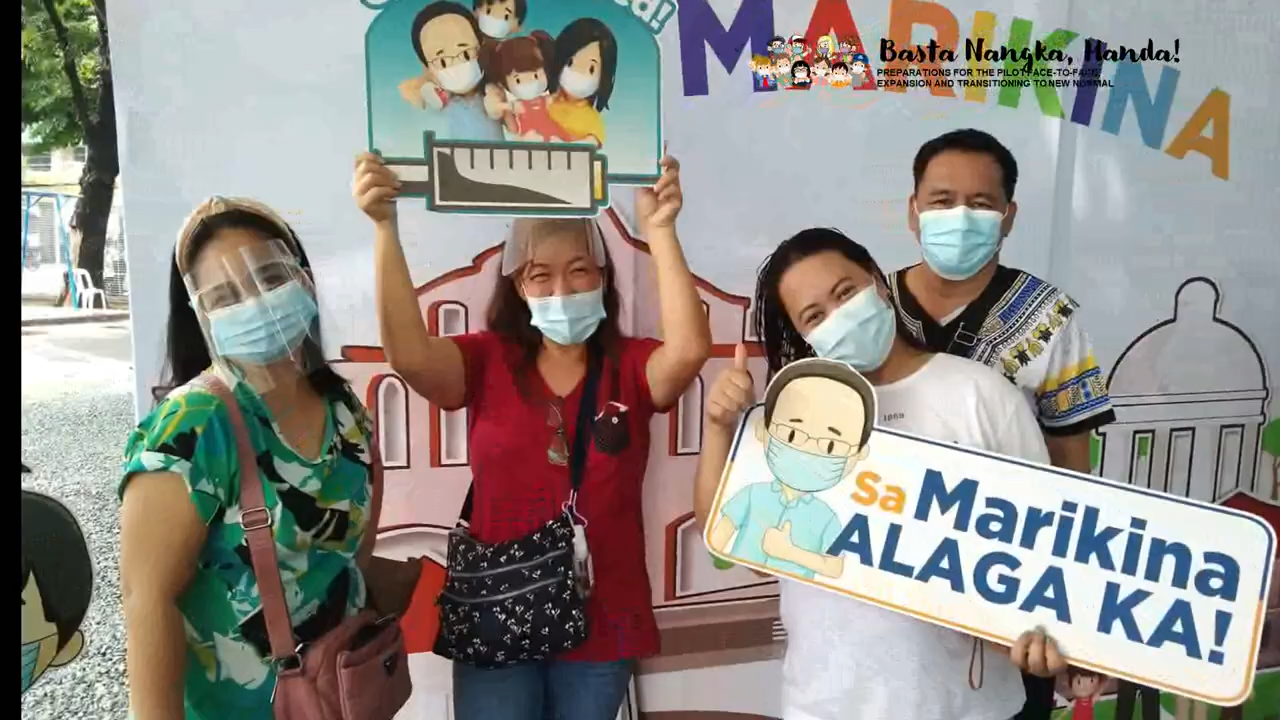 MARIKINA
Basta Nangka, Handa!
PREPARATIONS FOR THE PILOT FACE-TO-FACE
EXPANSION AND TRANSITIONING TO NEW NORMAL
1969
Sa Marikina
ALAGA KA!